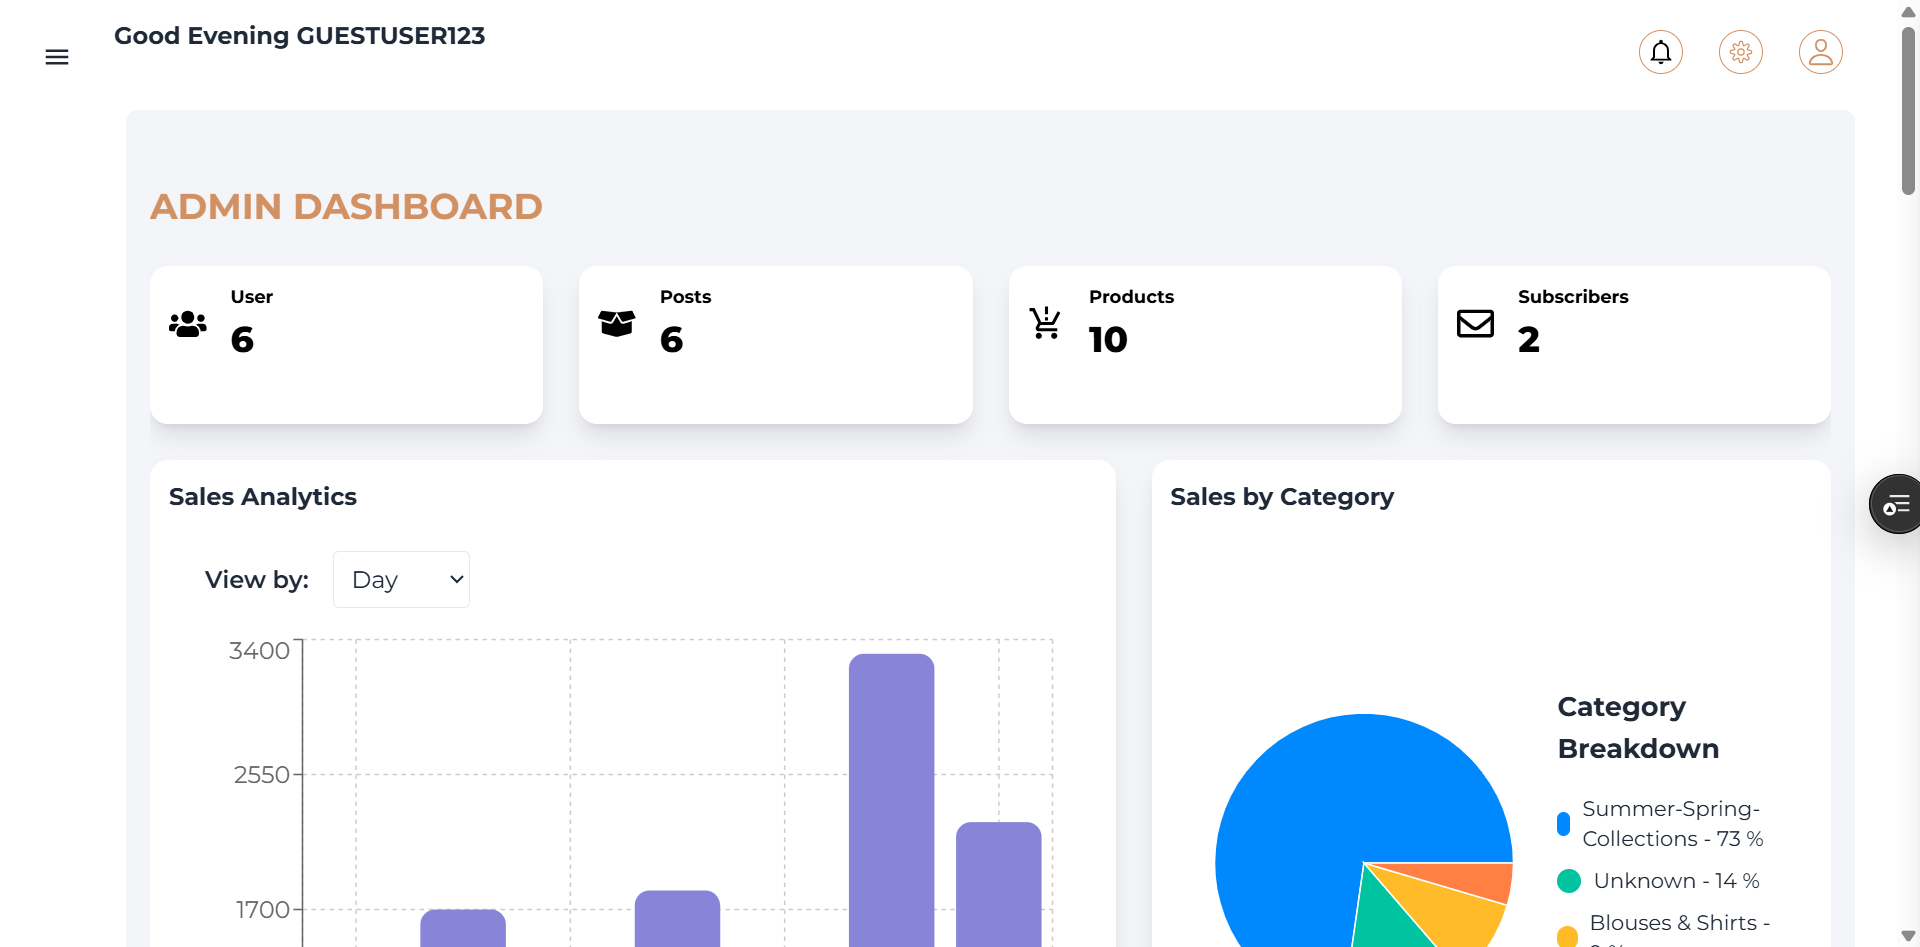 Good Evening GUESTUSER123
ADMIN DASHBOARD
User
6
Posts
6
Products
10
Subscribers
2
Sales Analytics
View by:
Day
3400
2550
1700
Sales by Category
Category
Breakdown
Summer-Spring-
Collections - 73 %
Unknown - 14 %
Blouses & Shirts -